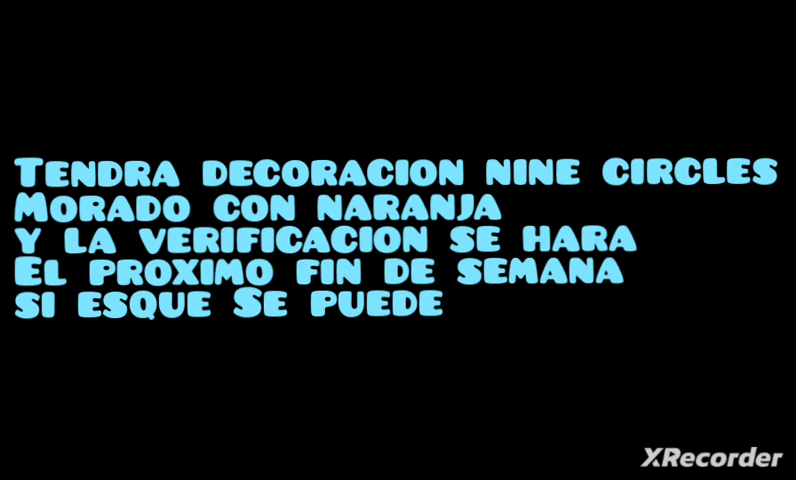 Tendra decoracion nine circles
Morado con naranja
y la verificacion se hara
El proximo fin de semana
si esque Se puede
XRecorder